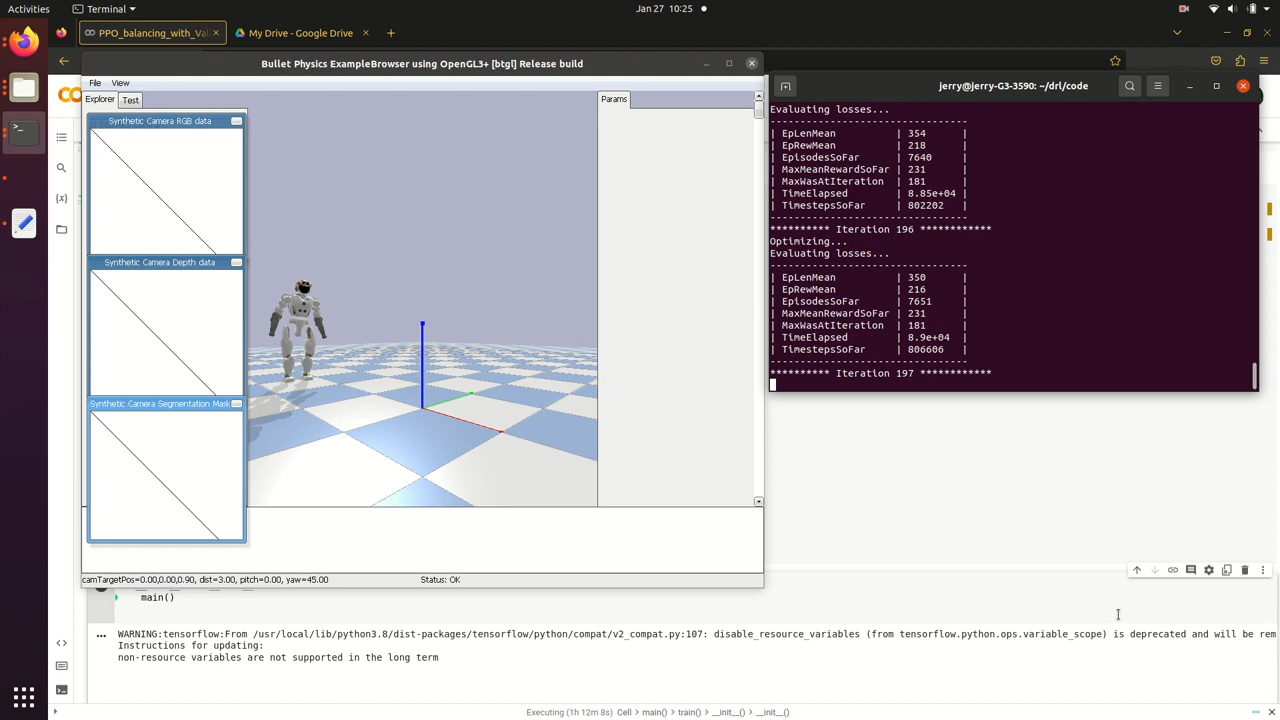 Activities
Terminal
Jan 27 10:25
PPO_balancing_with_Val
My Drive - Google Drive
Bullet Physics ExampleBrowser using OpenGL3+ [btgl] Release build
File View
Explorer Test
Params
Synthetic Camera RGB data
Synthetic Camera Depth data
Synthetic Camera Segmentation Mask
camTargetPos=0.00,0.00,0.90, dist=3.00, pitch=0.00, yaw=45.00
Status: OK
jerry@jerry-G3-3590: ~/drl/code
Evaluating losses...
---------------------------------
| EpLenMean | 354 |
| EpRewMean | 218 |
| EpisodesSoFar | 7640 |
| MaxMeanRewardSoFar | 231 |
| MaxWasAtIteration | 181 |
| TimeElapsed | 8.85e+04 |
| TimestepsSoFar | 802202 |
---------------------------------
********** Iteration 196 ************
Optimizing...
Evaluating losses...
---------------------------------
| EpLenMean | 350 |
| EpRewMean | 216 |
| EpisodesSoFar | 7651 |
| MaxMeanRewardSoFar | 231 |
| MaxWasAtIteration | 181 |
| TimeElapsed | 8.9e+04 |
| TimestepsSoFar | 806606 |
---------------------------------
********** Iteration 197 ************
main()
WARNING:tensorflow:From /usr/local/lib/python3.8/dist-packages/tensorflow/python/compat/v2_compat.py:107: disable_resource_variables (from tensorflow.python.ops.variable_scope) is deprecated and will be rem
Instructions for updating:
non-resource variables are not supported in the long term
Executing (1h 12m 8s) Cell > main() > train() > __init__() > __init__()